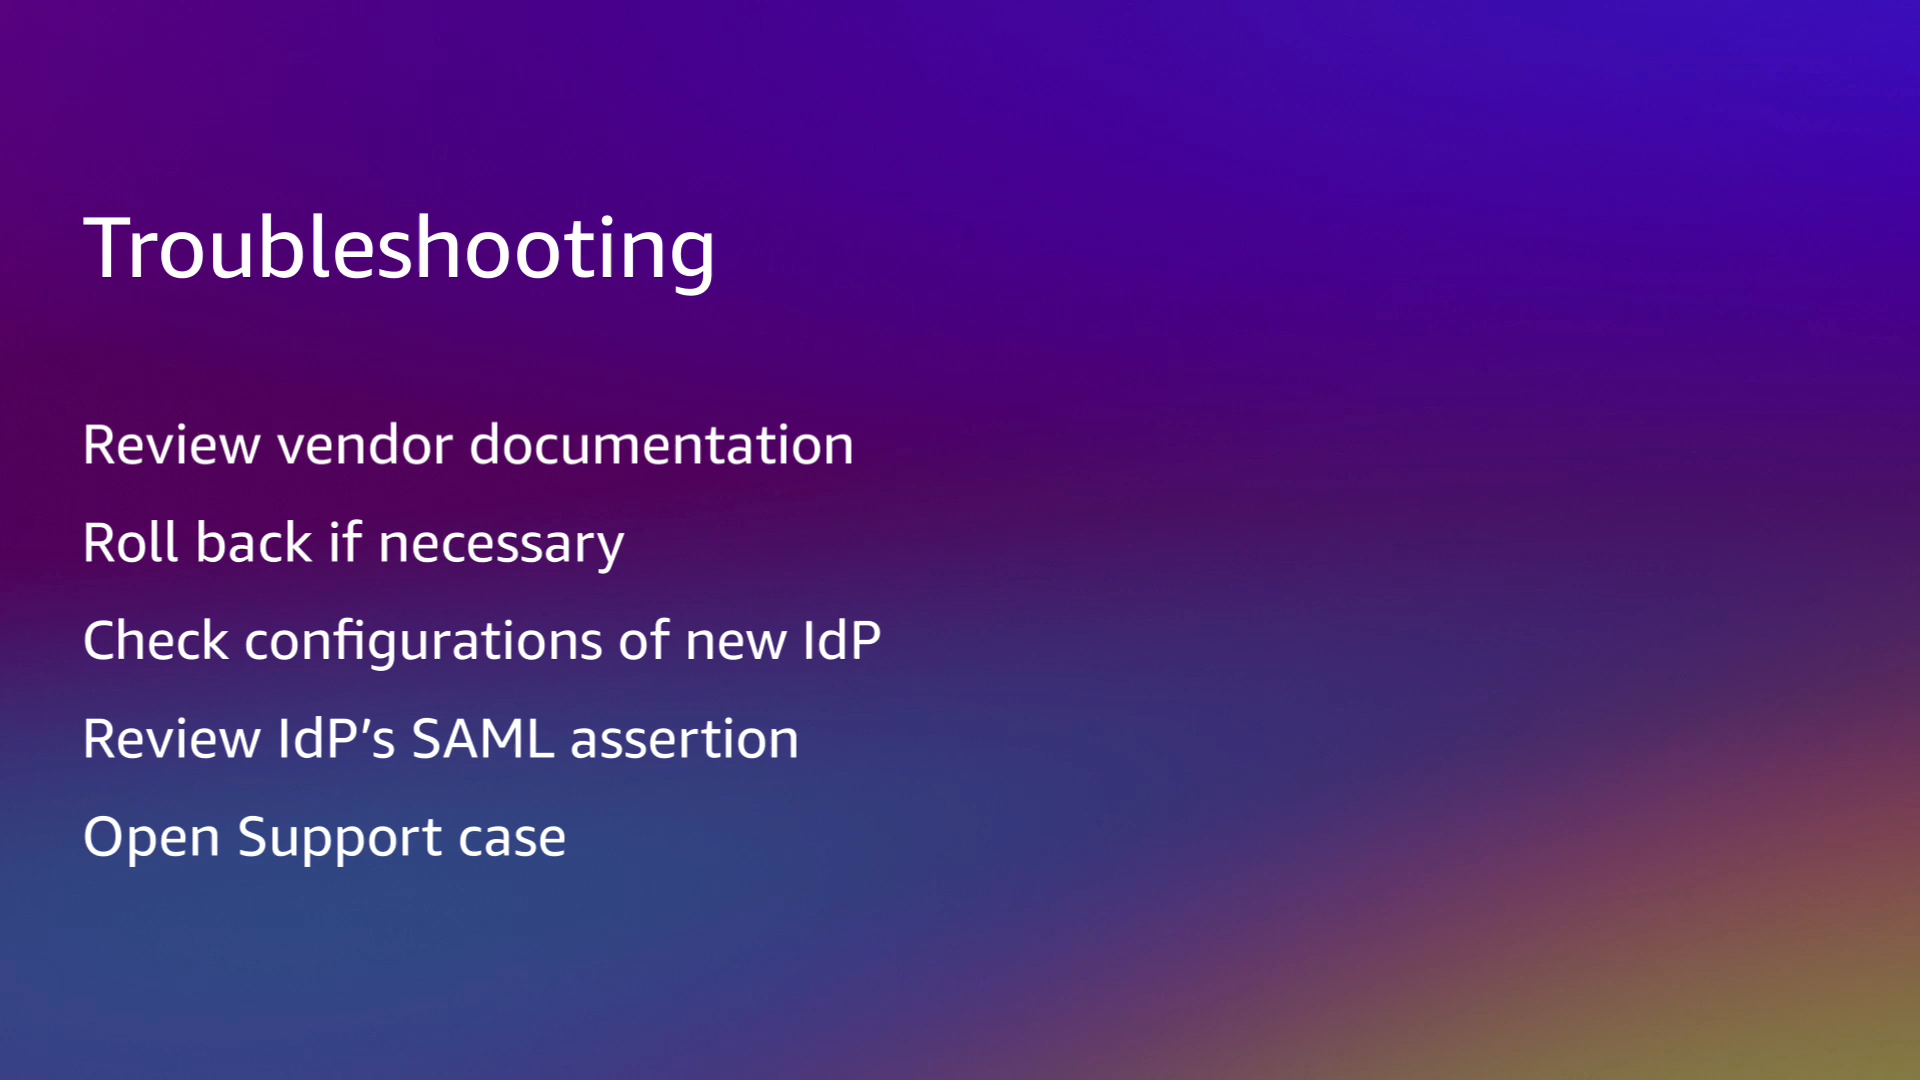 Troubleshooting
Review vendor documentation
Roll back if necessary
Check configurations of new IdP
Review IdP’s SAML assertion
Open Support case